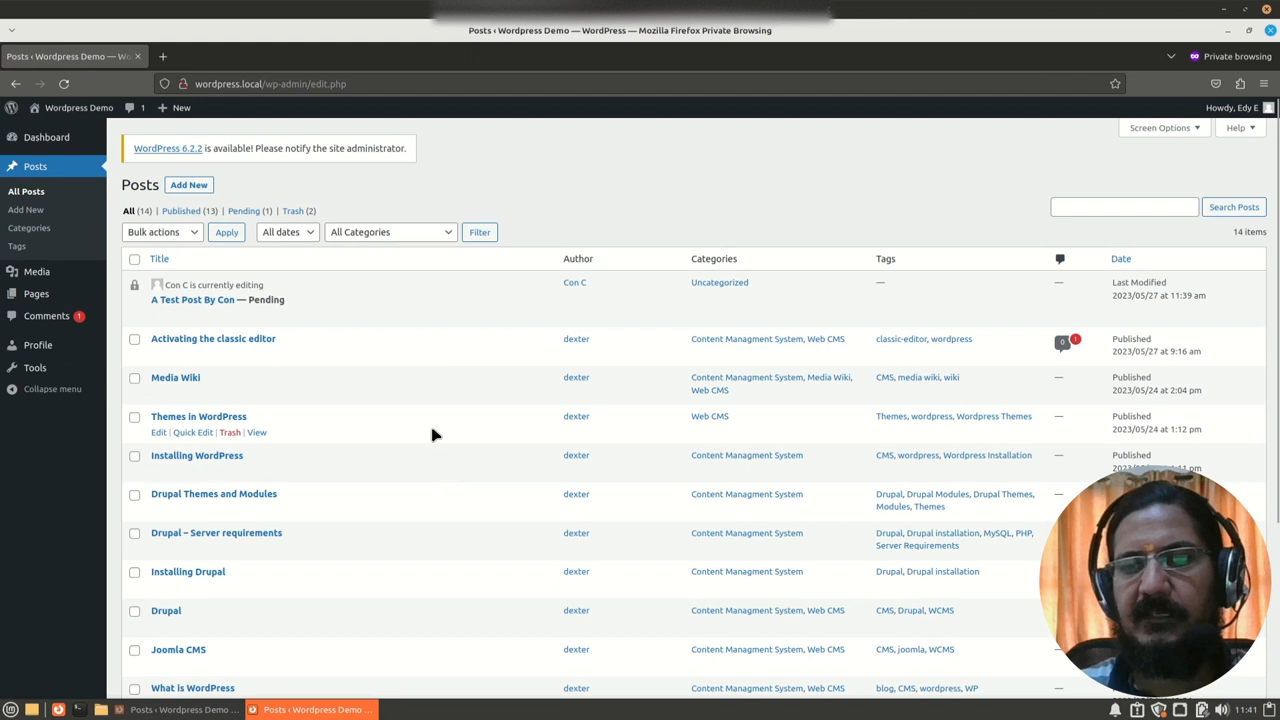 Posts ‹ Wordpress Demo — WordPress — Mozilla Firefox Private Browsing
Posts ‹ Wordpress Demo — Wo
Private browsing
wordpress.local/wp-admin/edit.php
Wordpress Demo 1 New
Howdy, Edy E
Dashboard
Posts
All Posts
Add New
Categories
Tags
Media
Pages
Comments 1
Profile
Tools
Collapse menu
Screen Options Help
WordPress 6.2.2 is available! Please notify the site administrator.
Posts Add New
All (14) | Published (13) | Pending (1) | Trash (2)
Search Posts
Bulk actions Apply All dates All Categories Filter
14 items
Title Author Categories Tags Date
Con C is currently editing
A Test Post By Con — Pending
Con C Uncategorized — —
Last Modified
2023/05/27 at 11:39 am
Activating the classic editor dexter Content Managment System, Web CMS classic-editor, wordpress 0 1
Published
2023/05/27 at 9:16 am
Media Wiki dexter Content Managment System, Media Wiki,
Web CMS
CMS, media wiki, wiki —
Published
2023/05/24 at 2:04 pm
Themes in WordPress dexter Web CMS Themes, wordpress, Wordpress Themes —
Edit | Quick Edit | Trash | View
Published
2023/05/24 at 1:12 pm
Installing WordPress dexter Content Managment System CMS, wordpress, Wordpress Installation —
Published
Drupal Themes and Modules dexter Content Managment System Drupal, Drupal Modules, Drupal Themes,
Modules, Themes
—
Drupal – Server requirements dexter Content Managment System Drupal, Drupal installation, MySQL, PHP,
Server Requirements
Installing Drupal dexter Content Managment System Drupal, Drupal installation
Drupal dexter Content Managment System, Web CMS CMS, Drupal, WCMS
Joomla CMS dexter Content Managment System, Web CMS CMS, joomla, WCMS
What is WordPress dexter Content Managment System, Web CMS blog, CMS, wordpress, WP
Posts ‹ Wordpress Demo ... Posts ‹ Wordpress Demo ...
11:41